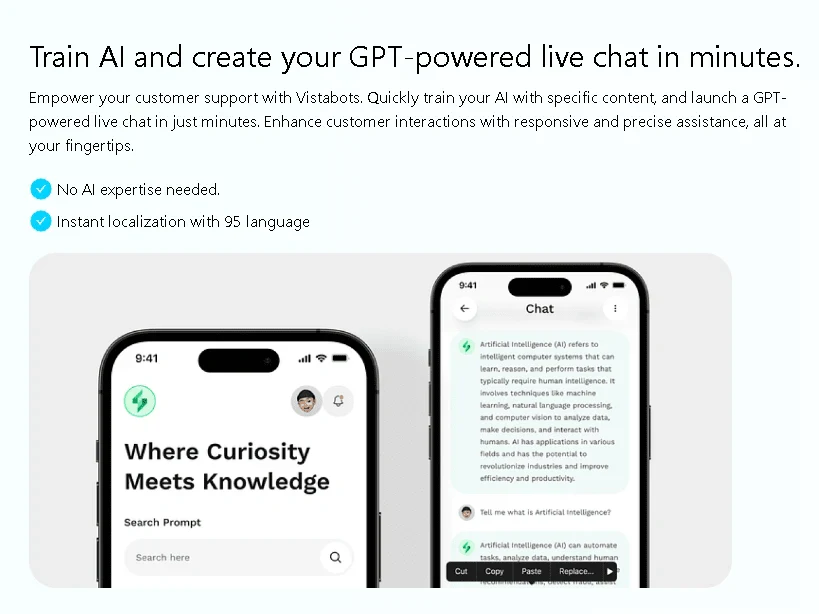 Train AI and create your GPT-powered live chat in minutes.
Empower your customer support with Vistabots. Quickly train your AI with specific content, and launch a GPT-
powered live chat in just minutes. Enhance customer interactions with responsive and precise assistance, all at
your fingertips.
No AI expertise needed.
Instant localization with 95 language
9:41
Where Curiosity
Meets Knowledge
Search Prompt
Search here
9:41
Chat
Artificial Intelligence (AI) refers to
intelligent computer systems that can
learn, reason, and perform tasks that
typically require human intelligence. It
involves techniques like machine
learning, natural language processing,
and computer vision to analyze data,
make decisions, and interact with
humans. AI has applications in various
fields and has the potential to
revolutionize industries and improve
efficiency and productivity.
Tell me what is Artificial Intelligence?
Artificial Intelligence (AI) can automate
tasks, analyze data, understand human
Cut Copy Paste Replace...